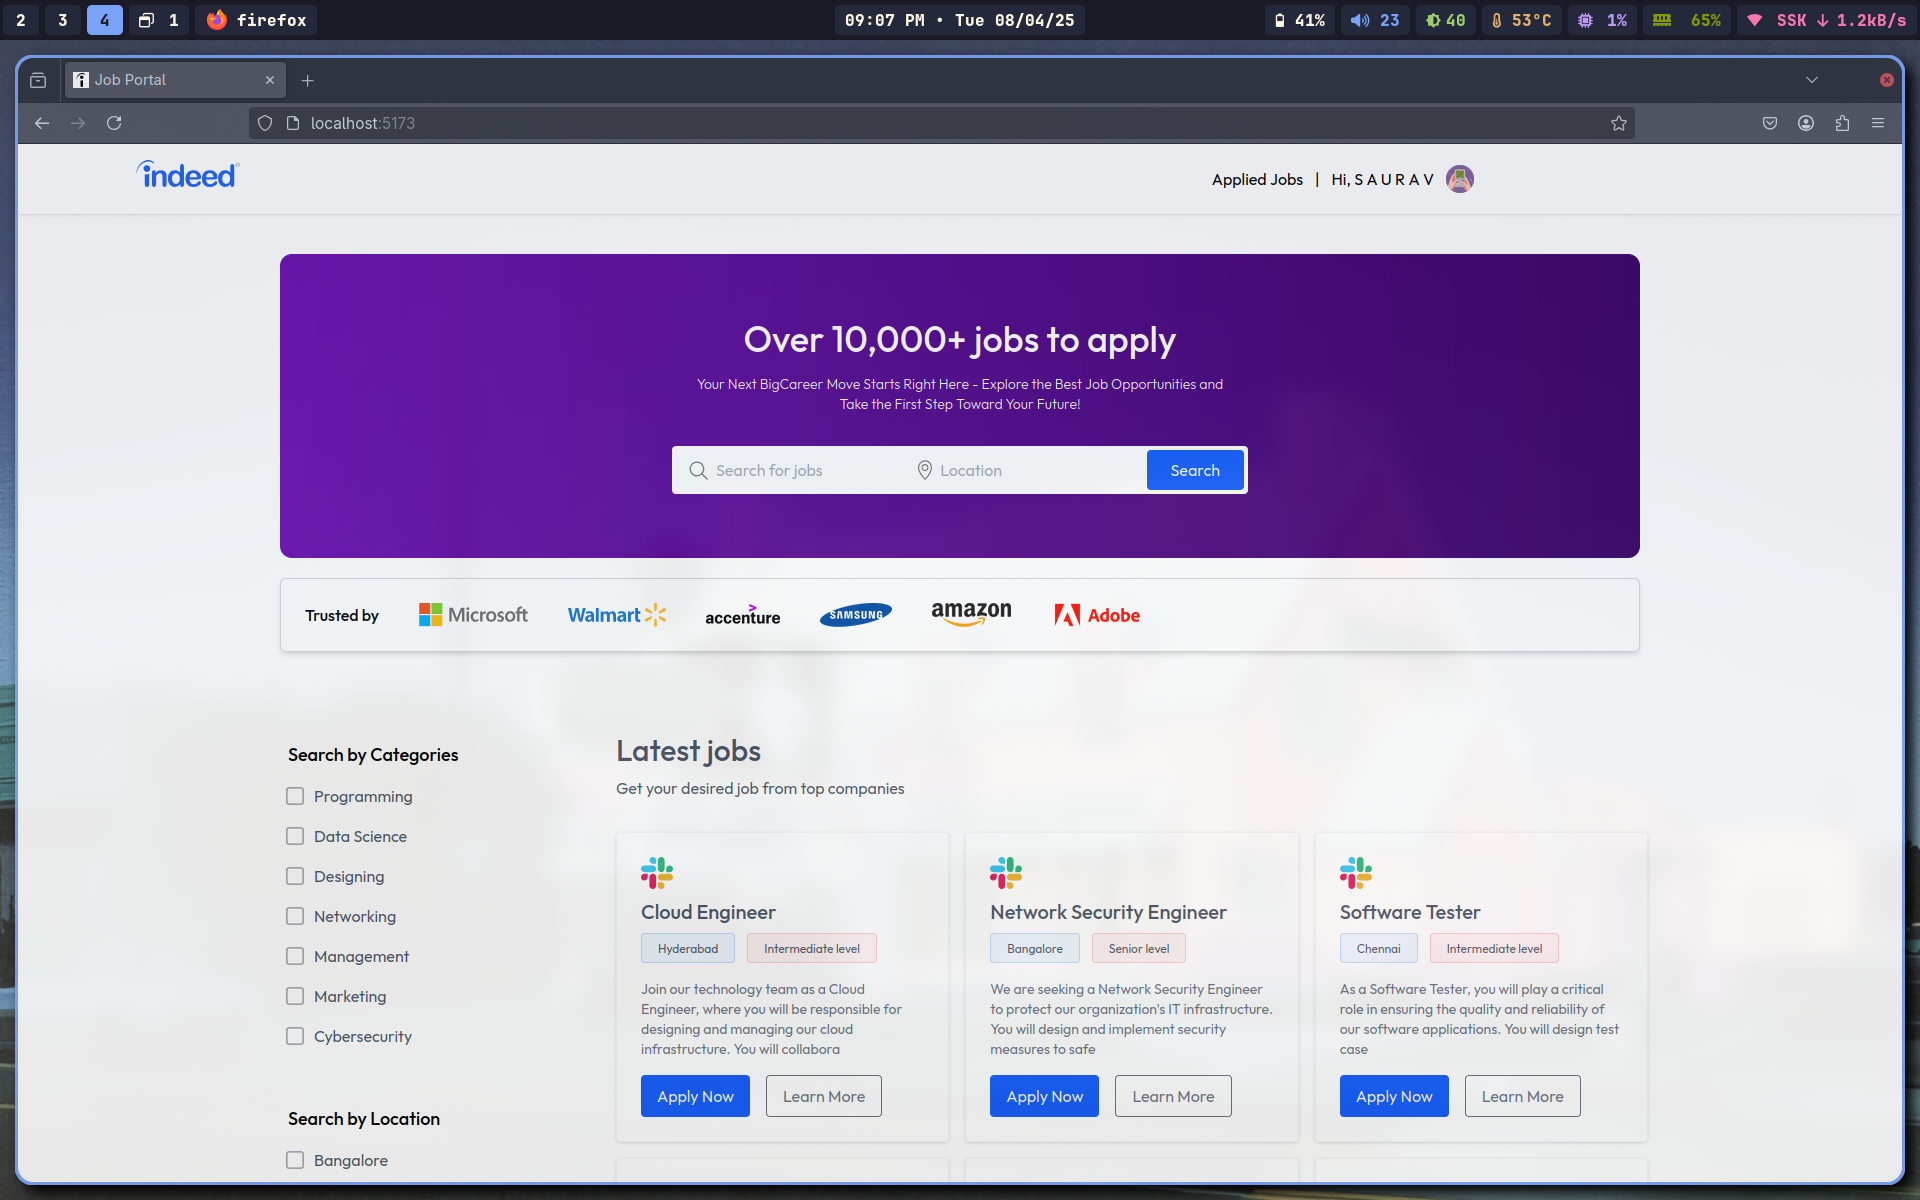 2 3 4 1 firefox 09:07 PM • Tue 08/04/25 41% 23 40 53°C 1% 65% SSK ↓ 1.2kB/s
Job Portal
localhost:5173
indeed
Applied Jobs | Hi, S A U R A V
Over 10,000+ jobs to apply
Your Next BigCareer Move Starts Right Here - Explore the Best Job Opportunities and
Take the First Step Toward Your Future!
Search for jobs Location Search
Trusted by Microsoft Walmart accenture SAMSUNG amazon Adobe
Search by Categories
Programming
Data Science
Designing
Networking
Management
Marketing
Cybersecurity
Search by Location
Bangalore
Latest jobs
Get your desired job from top companies
Cloud Engineer
Hyderabad Intermediate level
Join our technology team as a Cloud
Engineer, where you will be responsible for
designing and managing our cloud
infrastructure. You will collabora
Apply Now Learn More
Network Security Engineer
Bangalore Senior level
We are seeking a Network Security Engineer
to protect our organization's IT infrastructure.
You will design and implement security
measures to safe
Apply Now Learn More
Software Tester
Chennai Intermediate level
As a Software Tester, you will play a critical
role in ensuring the quality and reliability of
our software applications. You will design test
case
Apply Now Learn More